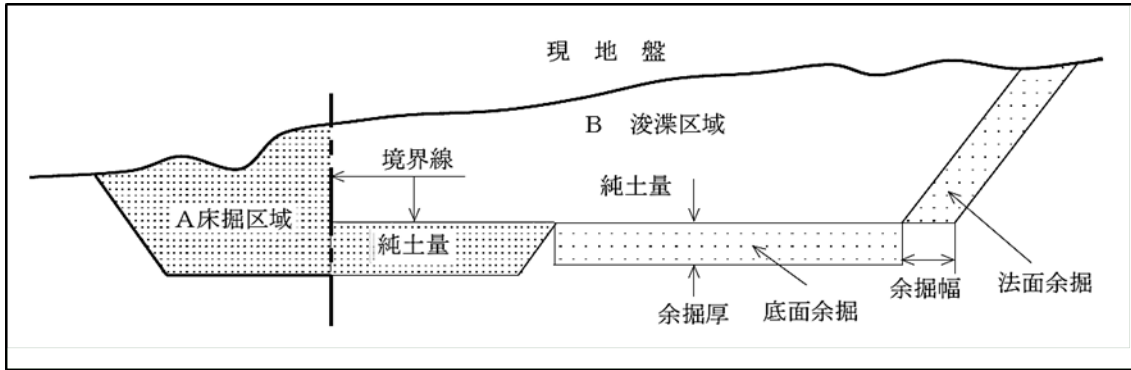 現 地 盤
B 浚渫区域
境界線
純土量
A床掘区域
純土量
余掘厚
底面余掘
余掘幅
法面余掘